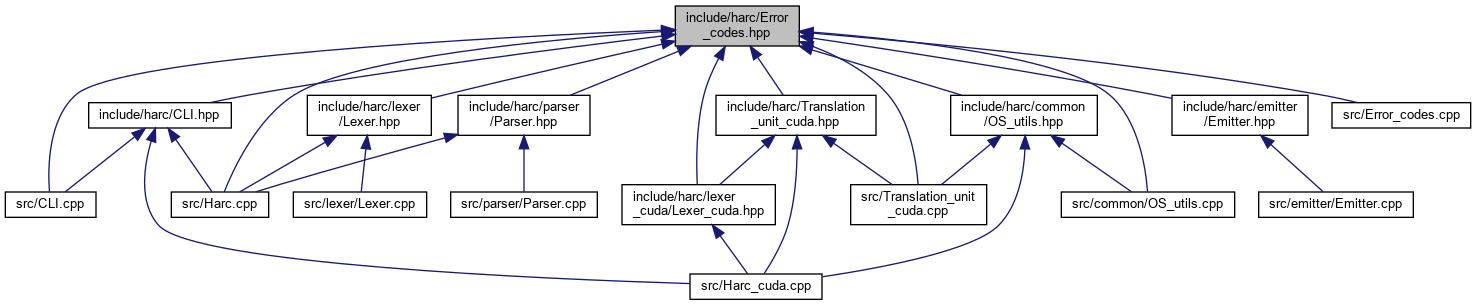 include/harc/Error
_codes.hpp
include/harc/CLI.hpp
include/harc/lexer
/Lexer.hpp
include/harc/parser
/Parser.hpp
include/harc/Translation
_unit_cuda.hpp
include/harc/common
/OS_utils.hpp
include/harc/emitter
/Emitter.hpp
src/Error_codes.cpp
src/CLI.cpp
src/Harc.cpp
src/lexer/Lexer.cpp
src/parser/Parser.cpp
include/harc/lexer
_cuda/Lexer_cuda.hpp
src/Translation_unit
_cuda.cpp
src/common/OS_utils.cpp
src/emitter/Emitter.cpp
src/Harc_cuda.cpp